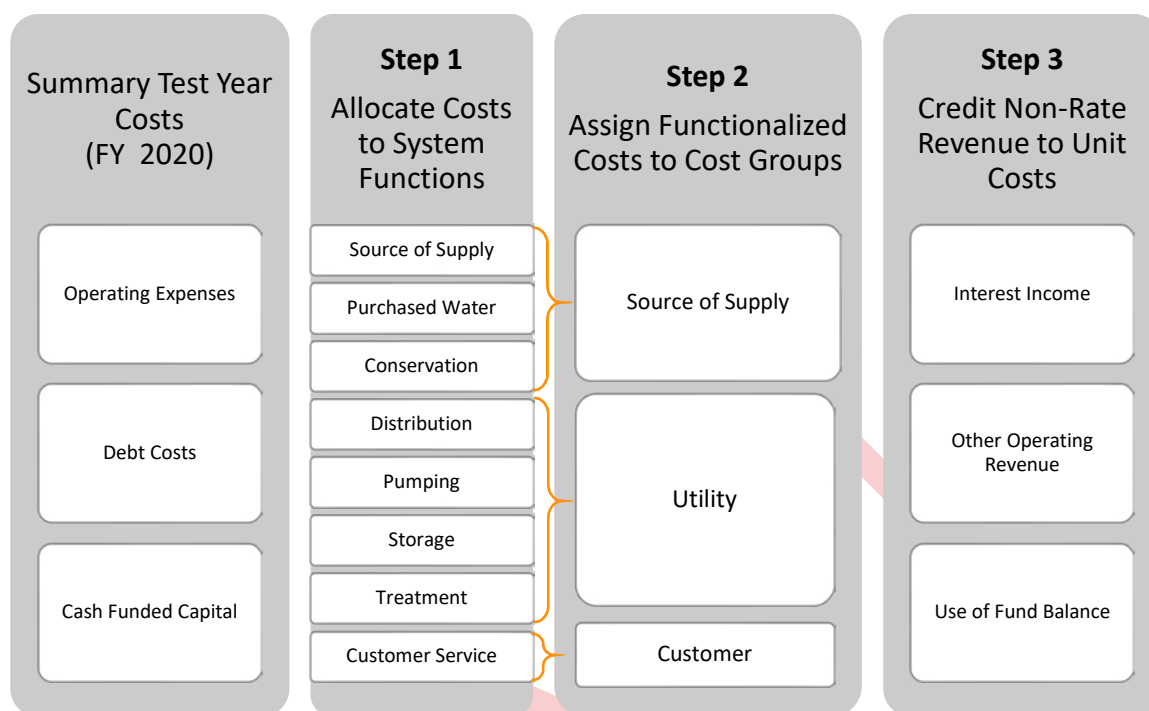 Summary Test Year
Costs
(FY  2020)
Operating Expenses
Debt Costs
Cash Funded Capital
Step 1
Allocate Costs
to System
Functions
Source of Supply
Purchased Water
Conservation
Distribution
Pumping
Storage
Treatment
Customer Service
Step 2
Assign Functionalized
Costs to Cost Groups
Source of Supply
Utility
Customer
Step 3
Credit Non-Rate
Revenue to Unit
Costs
Interest Income
Other Operating
Revenue
Use of Fund Balance